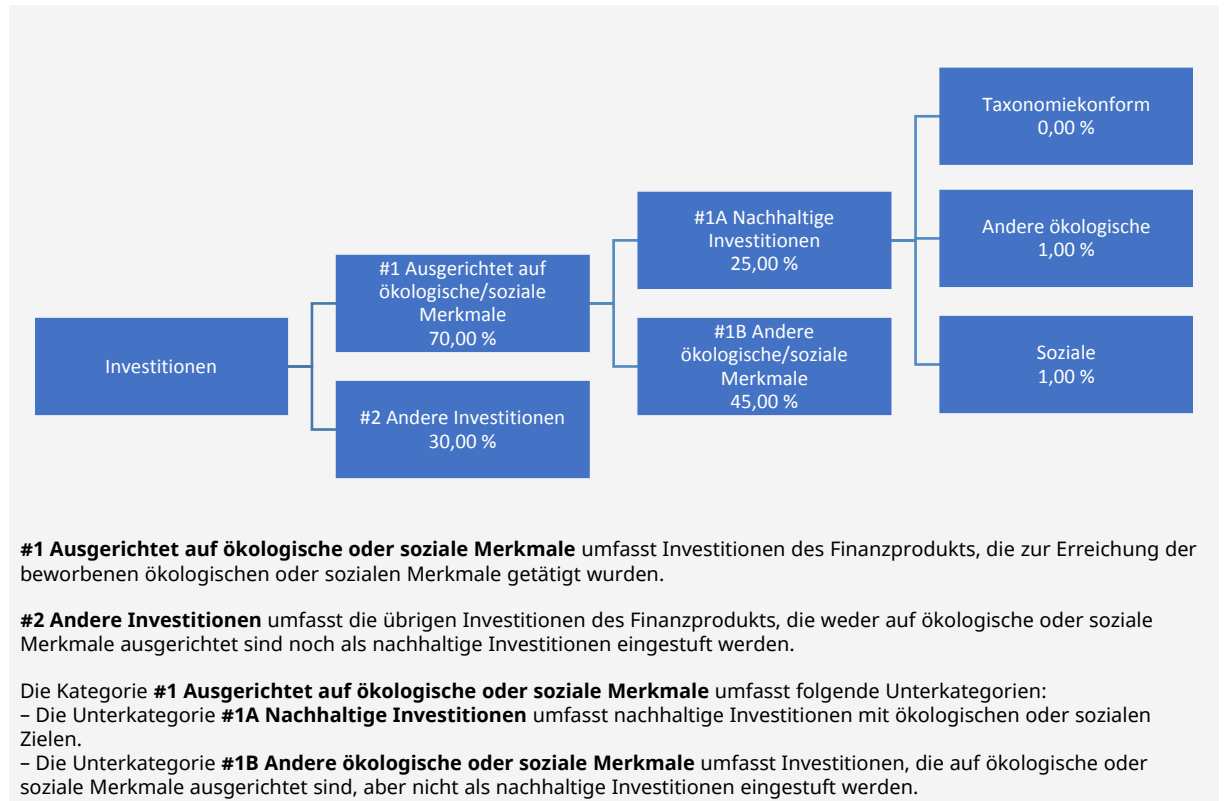 Taxonomiekonform
0,00 %
#1A Nachhaltige
Investitionen
25,00 %
Andere ökologische
1,00 %
#1 Ausgerichtet auf
ökologische/soziale
Merkmale
70,00 %
Investitionen
#1B Andere
ökologische/soziale
Merkmale
45,00 %
Soziale
1,00 %
#2 Andere Investitionen
30,00 %
#1 Ausgerichtet auf ökologische oder soziale Merkmale umfasst Investitionen des Finanzprodukts, die zur Erreichung der
beworbenen ökologischen oder sozialen Merkmale getätigt wurden.
#2 Andere Investitionen umfasst die übrigen Investitionen des Finanzprodukts, die weder auf ökologische oder soziale
Merkmale ausgerichtet sind noch als nachhaltige Investitionen eingestuft werden.
Die Kategorie #1 Ausgerichtet auf ökologische oder soziale Merkmale umfasst folgende Unterkategorien:
– Die Unterkategorie #1A Nachhaltige Investitionen umfasst nachhaltige Investitionen mit ökologischen oder sozialen
Zielen.
– Die Unterkategorie #1B Andere ökologische oder soziale Merkmale umfasst Investitionen, die auf ökologische oder
soziale Merkmale ausgerichtet sind, aber nicht als nachhaltige Investitionen eingestuft werden.